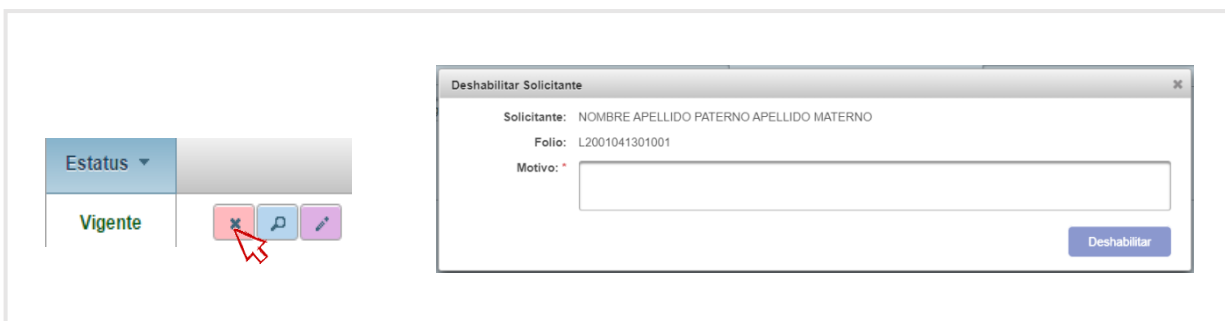 Estatus
Vigente
Deshabilitar Solicitante
Solicitante: NOMBRE APELLIDO PATERNO APELLIDO MATERNO
Folio: L2001041301001
Motivo: *
Deshabilitar